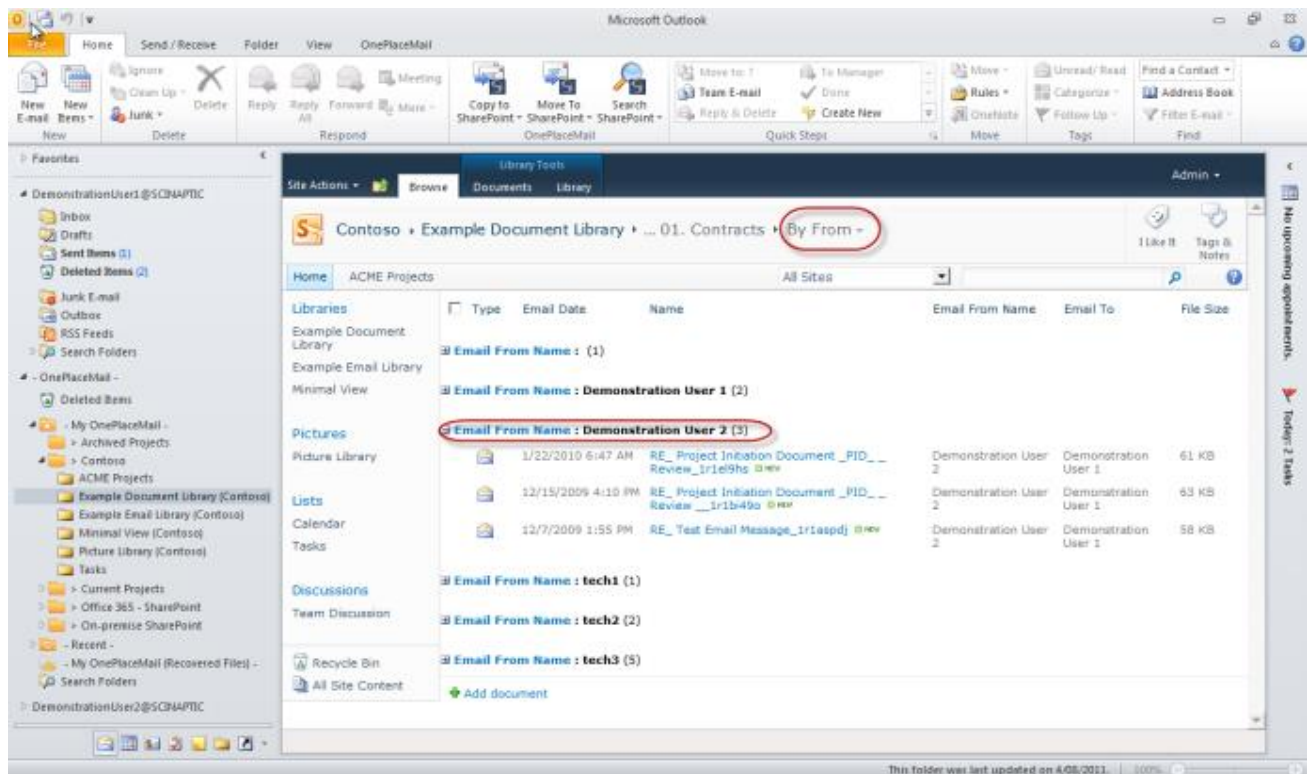 Microsoft Outlook
File Home Send / Receive Folder View OnePlaceMail
New E-mail
New Items
Ignore
Clean Up
Junk
Delete
Reply
Reply All
Forward
Meeting
More
Copy to SharePoint
Move To SharePoint
Search SharePoint
Move to: ?
Team E-mail
Reply & Delete
To Manager
Done
Create New
Move
Rules
OneNote
Unread/ Read
Categorize
Follow Up
Find a Contact
Address Book
Filter E-mail
New Delete Respond OnePlaceMail Quick Steps Move Tags Find
Favorites
DemonstrationUser1@SCINAPTIC
Inbox
Drafts
Sent Items (1)
Deleted Items (2)
Junk E-mail
Outbox
RSS Feeds
Search Folders
- OnePlaceMail -
Deleted Items
- My OnePlaceMail -
> Archived Projects
> Contoso
ACME Projects
Example Document Library (Contoso)
Example Email Library (Contoso)
Minimal View (Contoso)
Picture Library (Contoso)
Tasks
> Current Projects
> Office 365 - SharePoint
> On-premise SharePoint
- Recent -
- My OnePlaceMail (Recovered Files) -
Search Folders
DemonstrationUser2@SCINAPTIC
Library Tools
Site Actions Browse Documents Library Admin
Contoso Example Document Library ... 01. Contracts By From
I Like It
Tags & Notes
Home ACME Projects All Sites
Libraries
Example Document Library
Example Email Library
Minimal View
Pictures
Picture Library
Lists
Calendar
Tasks
Discussions
Team Discussion
Recycle Bin
All Site Content
Type Email Date Name Email From Name Email To File Size
Email From Name : (1)
Email From Name : Demonstration User 1 (2)
Email From Name : Demonstration User 2 (3)
1/22/2010 6:47 AM RE_ Project Initiation Document _PID_ _ Demonstration User Demonstration 61 KB
Review_1r1el9hs NEW 2 User 1
12/15/2009 4:10 PM RE_ Project Initiation Document _PID_ _ Demonstration User Demonstration 63 KB
Review __1r1bi49o NEW 2 User 1
12/7/2009 1:55 PM RE_ Test Email Message_1r1aspdj NEW Demonstration User Demonstration 58 KB
2 User 1
Email From Name : tech1 (1)
Email From Name : tech2 (2)
Email From Name : tech3 (5)
Add document
No upcoming appointments.
Today: 2 Tasks
This folder was last updated on 4/08/2011. 100%